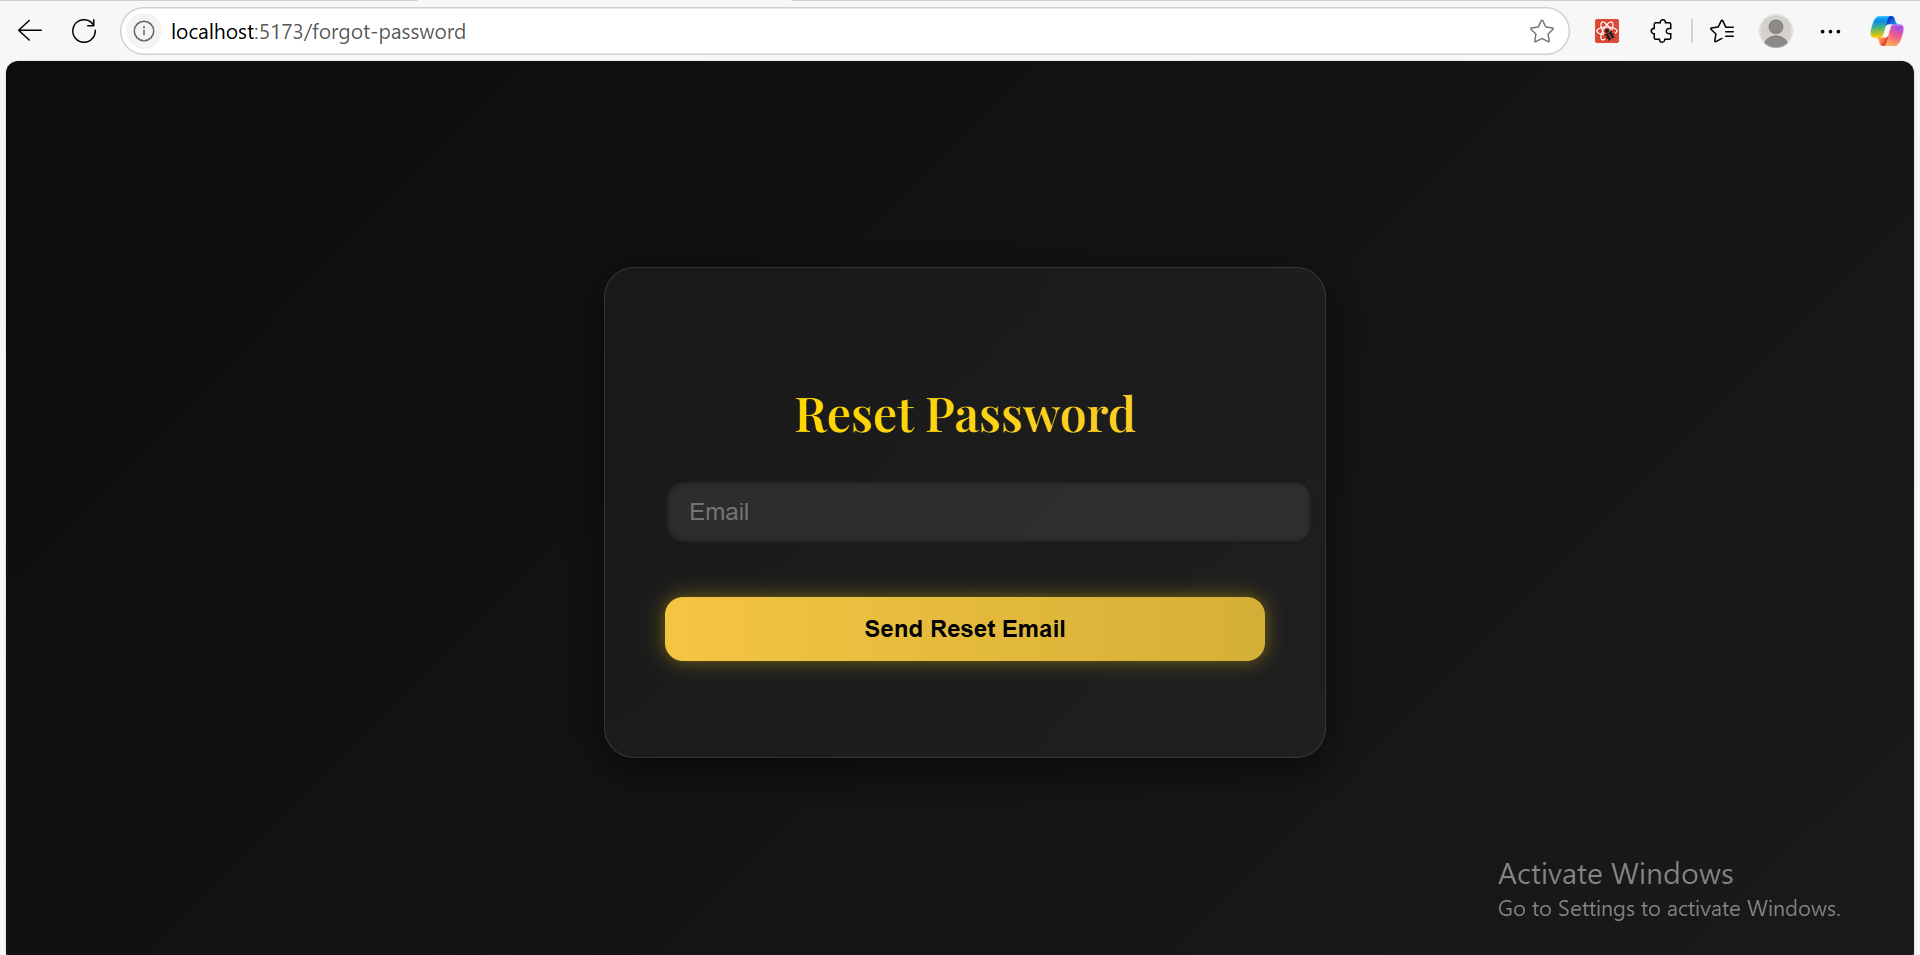 localhost:5173/forgot-password
Reset Password
Email
Send Reset Email
Activate Windows
Go to Settings to activate Windows.